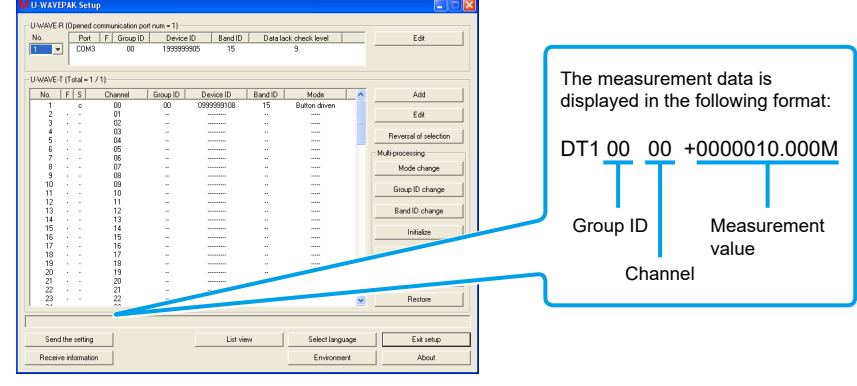 U-WAVEPAK Setup
U-WAVE-R (Opened communication port num = 1)
No. Port F Group ID Device ID Band ID Data lack check level
1 COM3 00 1999999905 15 9
Edit
U-WAVE-T (Total = 1 / 1)
No. F S Channel Group ID Device ID Band ID Mode
1 c 00 00 0999999108 15 Button driven
2 - - 01 -- --------- -- -----
3 - - 02 -- --------- -- -----
4 - - 03 -- --------- -- -----
5 - - 04 -- --------- -- -----
6 - - 05 -- --------- -- -----
7 - - 06 -- --------- -- -----
8 - - 07 -- --------- -- -----
9 - - 08 -- --------- -- -----
10 - - 09 -- --------- -- -----
11 - - 10 -- --------- -- -----
12 - - 11 -- --------- -- -----
13 - - 12 -- --------- -- -----
14 - - 13 -- --------- -- -----
15 - - 14 -- --------- -- -----
16 - - 15 -- --------- -- -----
17 - - 16 -- --------- -- -----
18 - - 17 -- --------- -- -----
19 - - 18 -- --------- -- -----
20 - - 19 -- --------- -- -----
21 - - 20 -- --------- -- -----
22 - - 21 -- --------- -- -----
23 - - 22 -- --------- -- -----
Add
Edit
Reversal of selection
Multi-processing
Mode change
Group ID change
Band ID change
Initialize
Restore
Send the setting
List view
Select language
Exit setup
Receive information
Environment
About
The measurement data is
displayed in the following format:
DT1 00 00 +0000010.000M
Group ID
Measurement
value
Channel